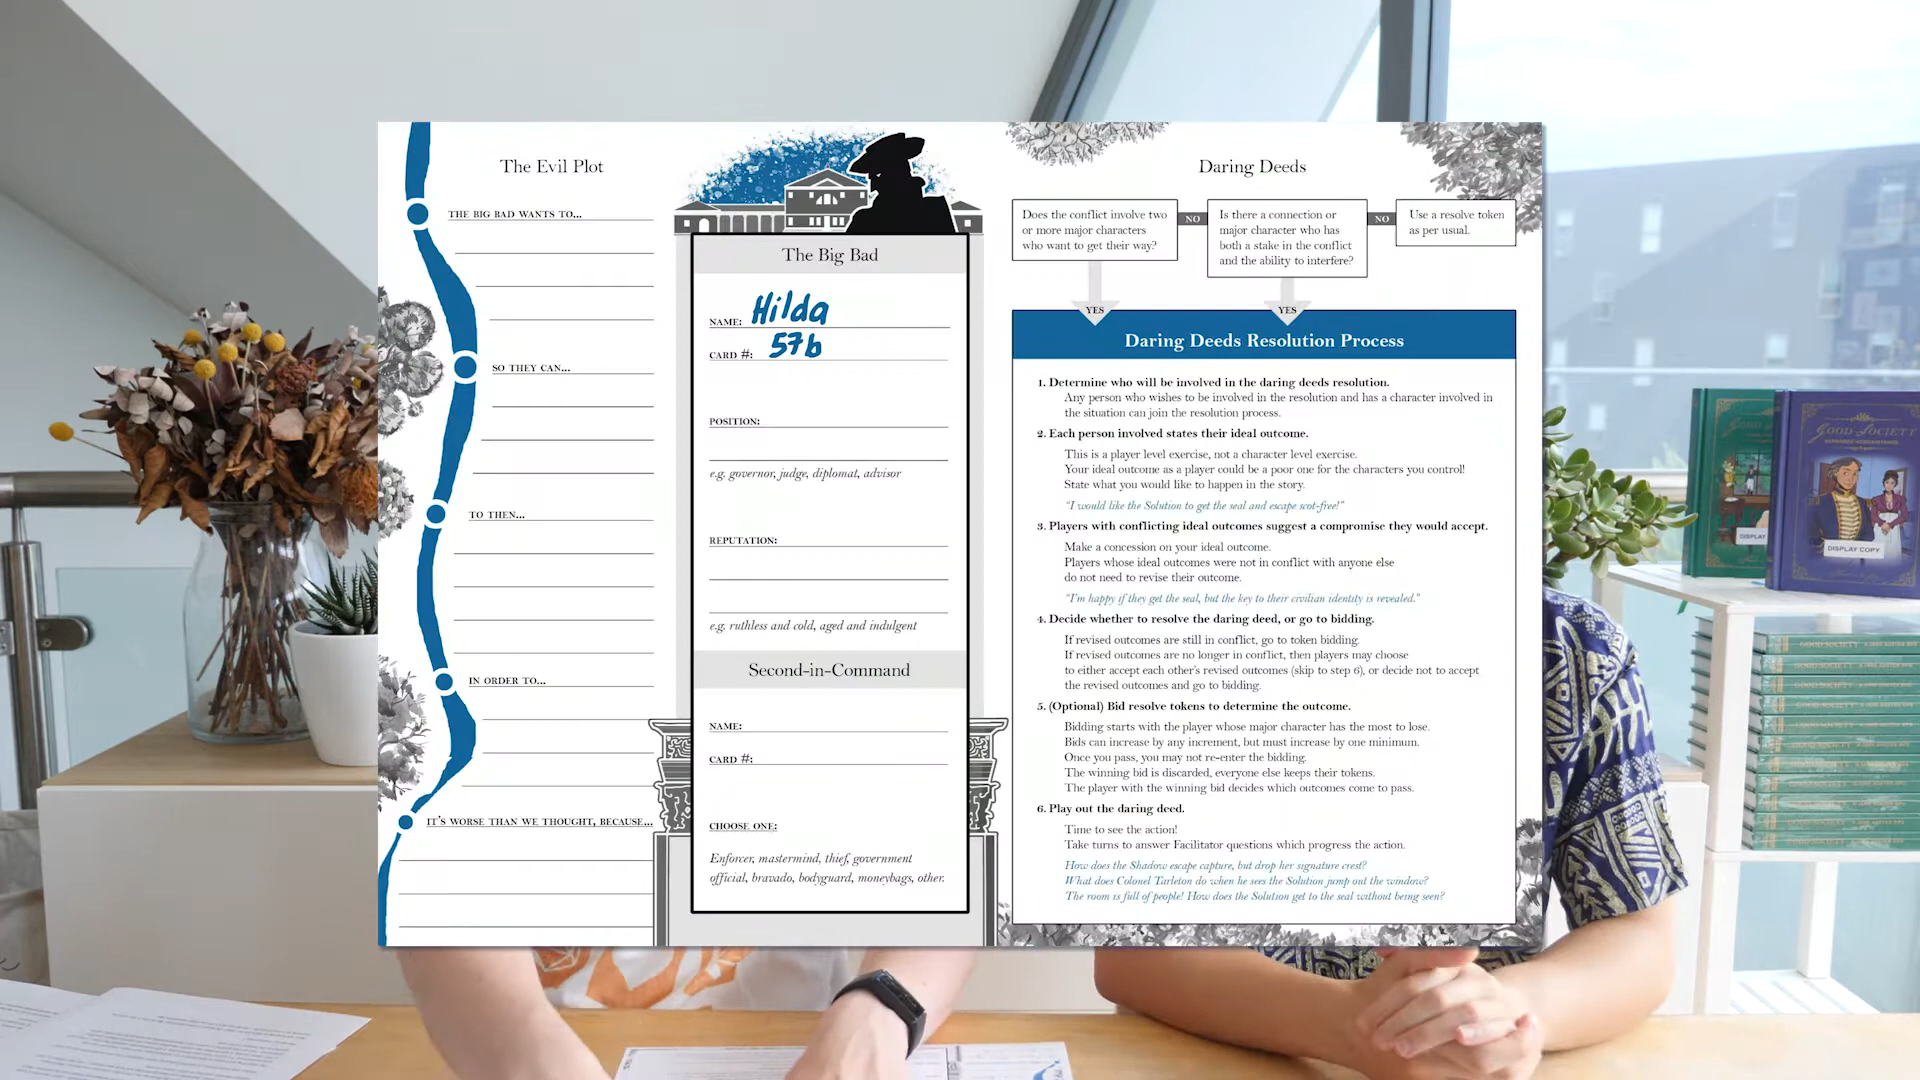 The Evil Plot
THE BIG BAD WANTS TO...
SO THEY CAN...
TO THEN...
IN ORDER TO...
IT'S WORSE THAN WE THOUGHT, BECAUSE...
The Big Bad
NAME: Hilda
CARD #: 57b
POSITION:
e.g. governor, judge, diplomat, advisor
REPUTATION:
e.g. ruthless and cold, aged and indulgent
Second-in-Command
NAME:
CARD #:
CHOOSE ONE:
Enforcer, mastermind, thief, government
official, bravado, bodyguard, moneybags, other.
Daring Deeds
Does the conflict involve two
or more major characters
who want to get their way?
NO
Is there a connection or
major character who has
both a stake in the conflict
and the ability to interfere?
NO
Use a resolve token
as per usual.
YES
YES
Daring Deeds Resolution Process
1. Determine who will be involved in the daring deeds resolution.
Any person who wishes to be involved in the resolution and has a character involved in
the situation can join the resolution process.
2. Each person involved states their ideal outcome.
This is a player level exercise, not a character level exercise.
Your ideal outcome as a player could be a poor one for the characters you control!
State what you would like to happen in the story.
"I would like the Solution to get the seal and escape scot-free!"
3. Players with conflicting ideal outcomes suggest a compromise they would accept.
Make a concession on your ideal outcome.
Players whose ideal outcomes were not in conflict with anyone else
do not need to revise their outcome.
"I'm happy if they get the seal, but the key to their civilian identity is revealed."
4. Decide whether to resolve the daring deed, or go to bidding.
If revised outcomes are still in conflict, go to token bidding.
If revised outcomes are no longer in conflict, then players may choose
to either accept each other's revised outcomes (skip to step 6), or decide not to accept
the revised outcomes and go to bidding.
5. (Optional) Bid resolve tokens to determine the outcome.
Bidding starts with the player whose major character has the most to lose.
Bids can increase by any increment, but must increase by one minimum.
Once you pass, you may not re-enter the bidding.
The winning bid is discarded, everyone else keeps their tokens.
The player with the winning bid decides which outcomes come to pass.
6. Play out the daring deed.
Time to see the action!
Take turns to answer Facilitator questions which progress the action.
How does the Shadow escape capture, but drop her signature crest?
What does Colonel Tarleton do when he sees the Solution jump out the window?
The room is full of people! How does the Solution get to the seal without being seen?
GOOD SOCIETY
DISPLAY COPY
DISPLAY
GOOD SOCIETY